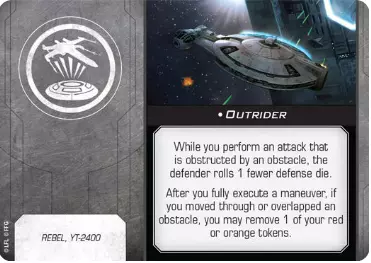 • OUTRIDER
While you perform an attack that
is obstructed by an obstacle, the
defender rolls 1 fewer defense die.
After you fully execute a maneuver, if
you moved through or overlapped an
obstacle, you may remove 1 of your red
or orange tokens.
REBEL, YT-2400
©LFL ©FFG